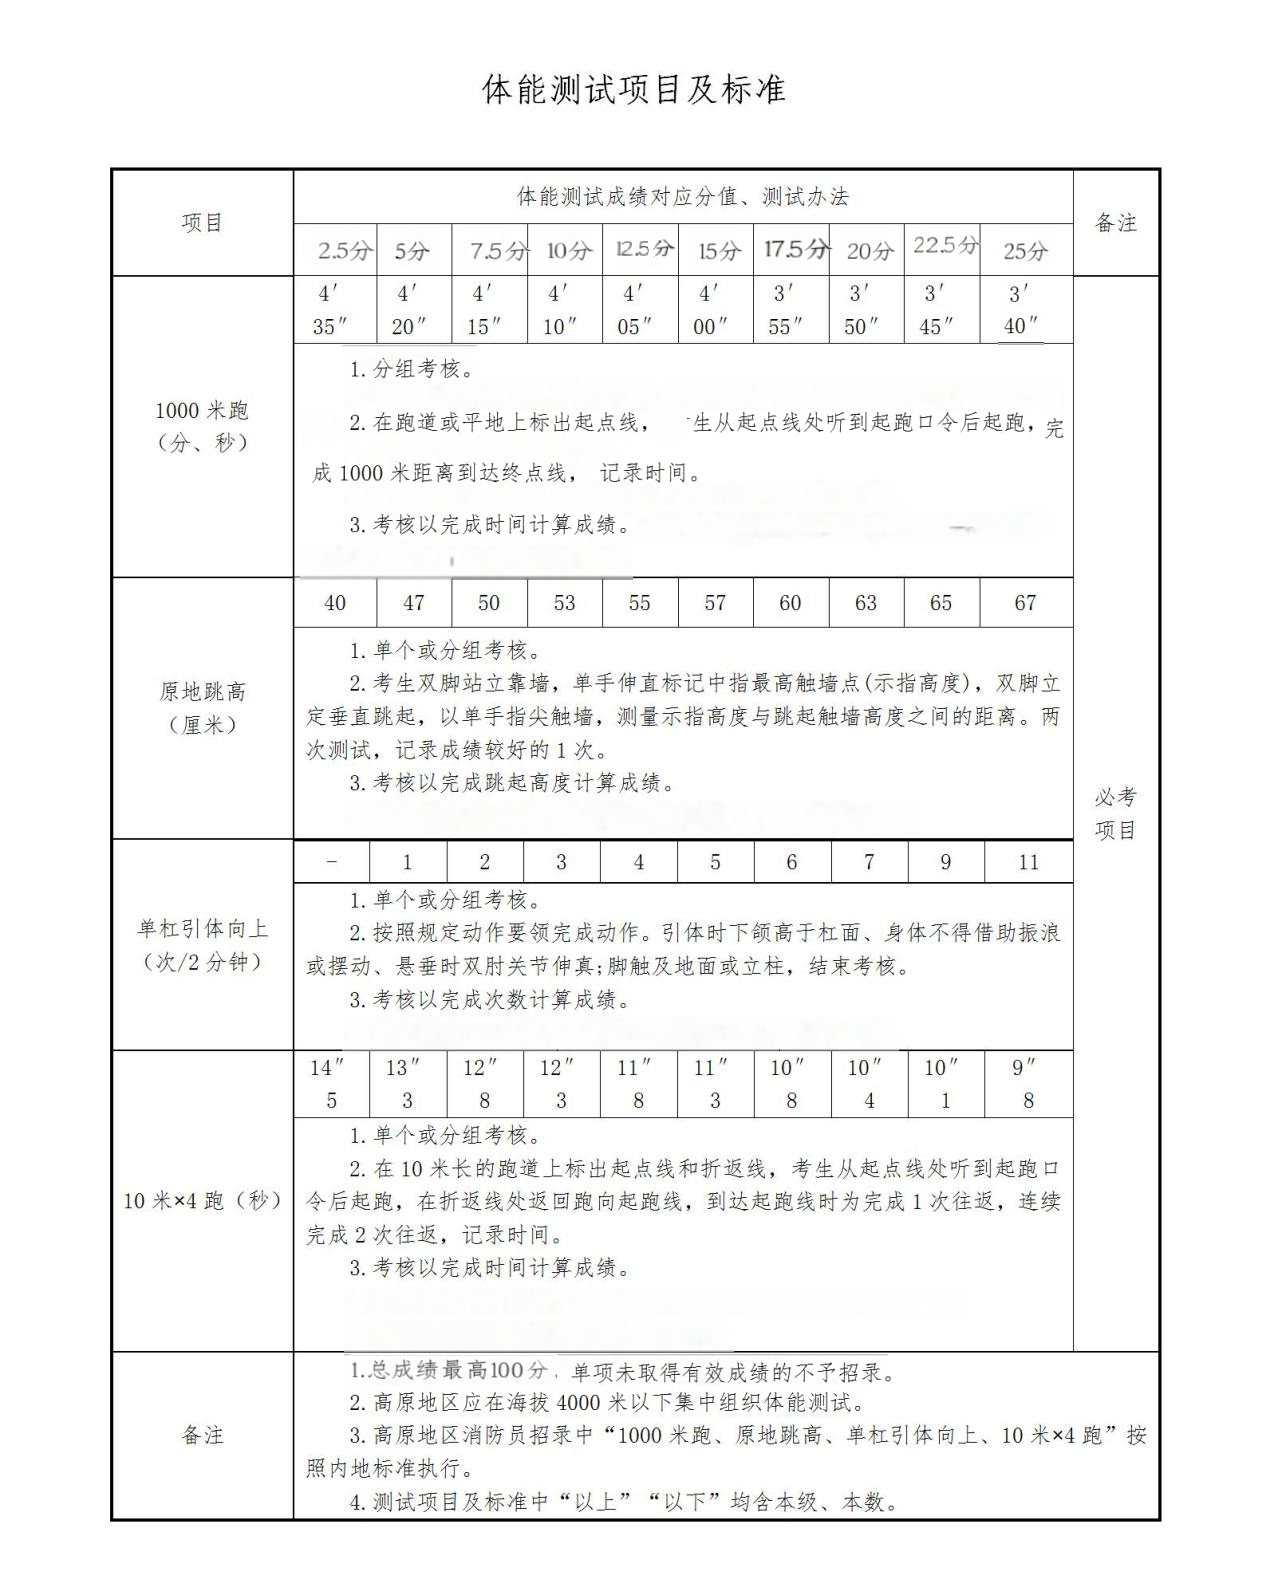 体能测试项目及标准
项目
体能测试成绩对应分值、测试办法
备注
2.5分 5分 7.5分 10分 12.5分 15分 17.5分 20分 22.5分 25分
1000 米跑
（分、秒）
4′ 4′ 4′ 4′ 4′ 4′ 3′ 3′ 3′ 3′
35″ 20″ 15″ 10″ 05″ 00″ 55″ 50″ 45″ 40″
1.分组考核。
2.在跑道或平地上标出起点线， 生从起点线处听到起跑口令后起跑，完
成 1000 米距离到达终点线， 记录时间。
3.考核以完成时间计算成绩。
原地跳高
（厘米）
40 47 50 53 55 57 60 63 65 67
1.单个或分组考核。
2.考生双脚站立靠墙，单手伸直标记中指最高触墙点(示指高度)，双脚立
定垂直跳起，以单手指尖触墙，测量示指高度与跳起触墙高度之间的距离。两
次测试，记录成绩较好的 1 次。
3.考核以完成跳起高度计算成绩。
必考
项目
单杠引体向上
（次/2 分钟）
－ 1 2 3 4 5 6 7 9 11
1.单个或分组考核。
2.按照规定动作要领完成动作。引体时下颌高于杠面、身体不得借助振浪
或摆动、悬垂时双肘关节伸真;脚触及地面或立柱，结束考核。
3.考核以完成次数计算成绩。
10 米×4 跑（秒）
14″ 13″ 12″ 12″ 11″ 11″ 10″ 10″ 10″ 9″
5 3 8 3 8 3 8 4 1 8
1.单个或分组考核。
2.在 10 米长的跑道上标出起点线和折返线，考生从起点线处听到起跑口
令后起跑，在折返线处返回跑向起跑线，到达起跑线时为完成 1 次往返，连续
完成 2 次往返，记录时间。
3.考核以完成时间计算成绩。
备注
1.总成绩最高100分，单项未取得有效成绩的不予招录。
2.高原地区应在海拔 4000 米以下集中组织体能测试。
3.高原地区消防员招录中“1000 米跑、原地跳高、单杠引体向上、10 米×4 跑”按
照内地标准执行。
4.测试项目及标准中“以上”“以下”均含本级、本数。